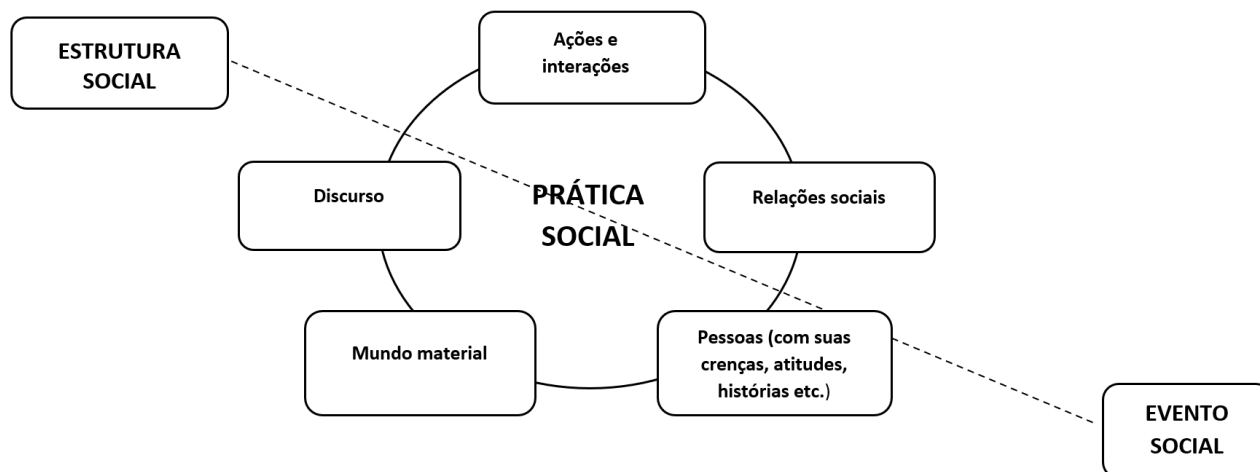 ESTRUTURA
SOCIAL
Ações e
interações
Discurso
PRÁTICA
SOCIAL
Relações sociais
Mundo material
Pessoas (com suas
crenças, atitudes,
histórias etc.)
EVENTO
SOCIAL